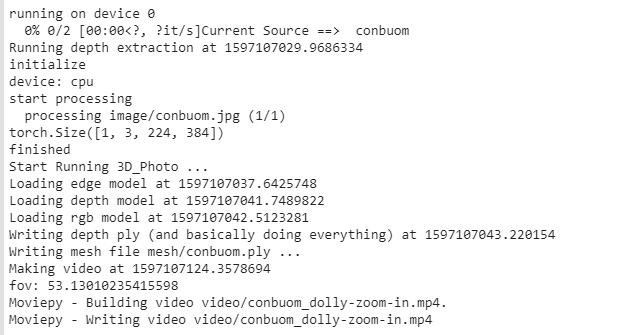 running on device 0
  0% 0/2 [00:00<?, ?it/s]Current Source ==>  conbuom
Running depth extraction at 1597107029.9686334
initialize
device: cpu
start processing
  processing image/conbuom.jpg (1/1)
torch.Size([1, 3, 224, 384])
finished
Start Running 3D_Photo ...
Loading edge model at 1597107037.6425748
Loading depth model at 1597107041.7489822
Loading rgb model at 1597107042.5123281
Writing depth ply (and basically doing everything) at 1597107043.220154
Writing mesh file mesh/conbuom.ply ...
Making video at 1597107124.3578694
fov: 53.13010235415598
Moviepy - Building video video/conbuom_dolly-zoom-in.mp4.
Moviepy - Writing video video/conbuom_dolly-zoom-in.mp4